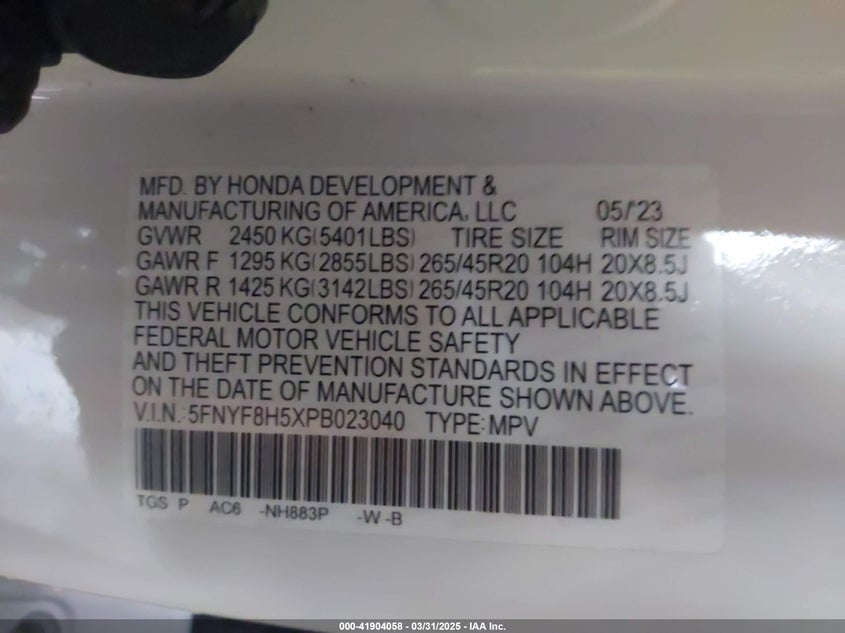 MFD. BY HONDA DEVELOPMENT &
MANUFACTURING OF AMERICA, LLC 05/'23
GVWR 2450 KG(5401LBS) TIRE SIZE RIM SIZE
GAWR F 1295 KG(2855LBS) 265/45R20 104H 20X8.5J
GAWR R 1425 KG(3142LBS) 265/45R20 104H 20X8.5J
THIS VEHICLE CONFORMS TO ALL APPLICABLE
FEDERAL MOTOR VEHICLE SAFETY
AND THEFT PREVENTION STANDARDS IN EFFECT
ON THE DATE OF MANUFACTURE SHOWN ABOVE.
V.I.N.:5FNYF8H5XPB023040 TYPE:MPV
TGS P AC6 -NH883P -W -B
000-41904058 - 03/31/2025 - IAA Inc.